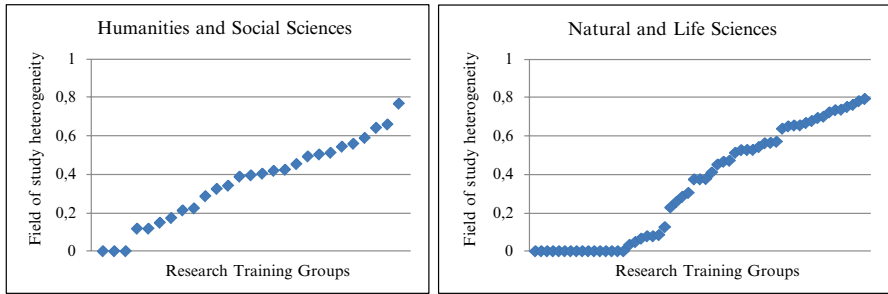 Humanities and Social Sciences
Field of study heterogeneity
1
0,8
0,6
0,4
0,2
0
Research Training Groups
Natural and Life Sciences
Field of study heterogeneity
1
0,8
0,6
0,4
0,2
0
Research Training Groups